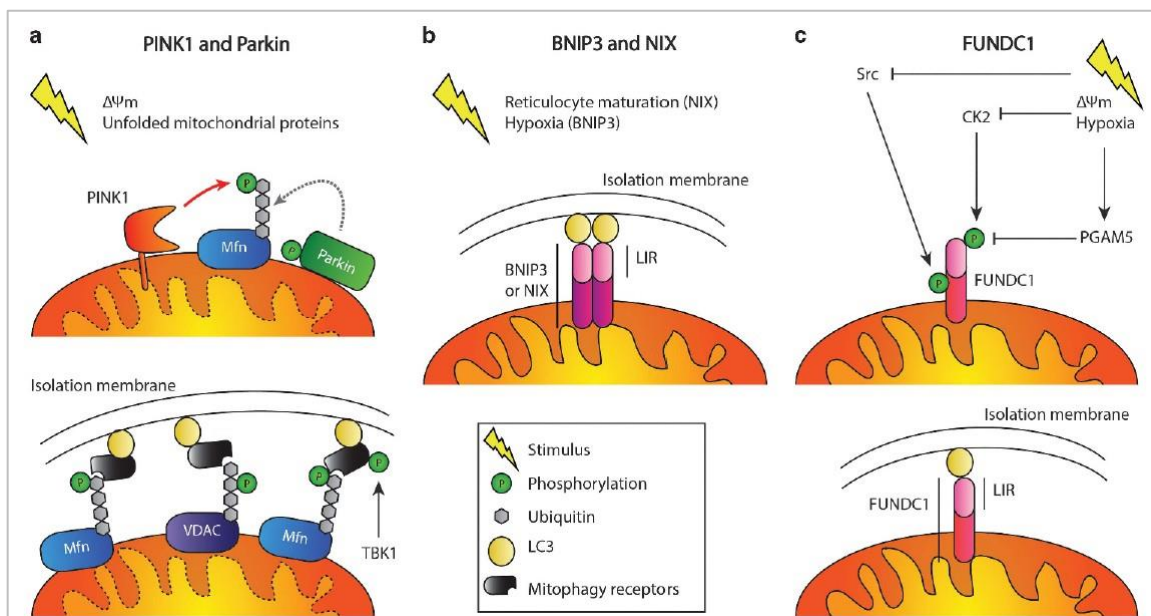 a
PINK1 and Parkin
ΔΨm
Unfolded mitochondrial proteins
PINK1
P
Mfn
P
Parkin
Isolation membrane
P
P
P
P
Mfn
VDAC
Mfn
TBK1
b
BNIP3 and NIX
Reticulocyte maturation (NIX)
Hypoxia (BNIP3)
Isolation membrane
BNIP3
or NIX
LIR
Stimulus
P
Phosphorylation
Ubiquitin
LC3
Mitophagy receptors
c
FUNDC1
Src
CK2
ΔΨm
Hypoxia
P
PGAM5
P
FUNDC1
Isolation membrane
FUNDC1
LIR